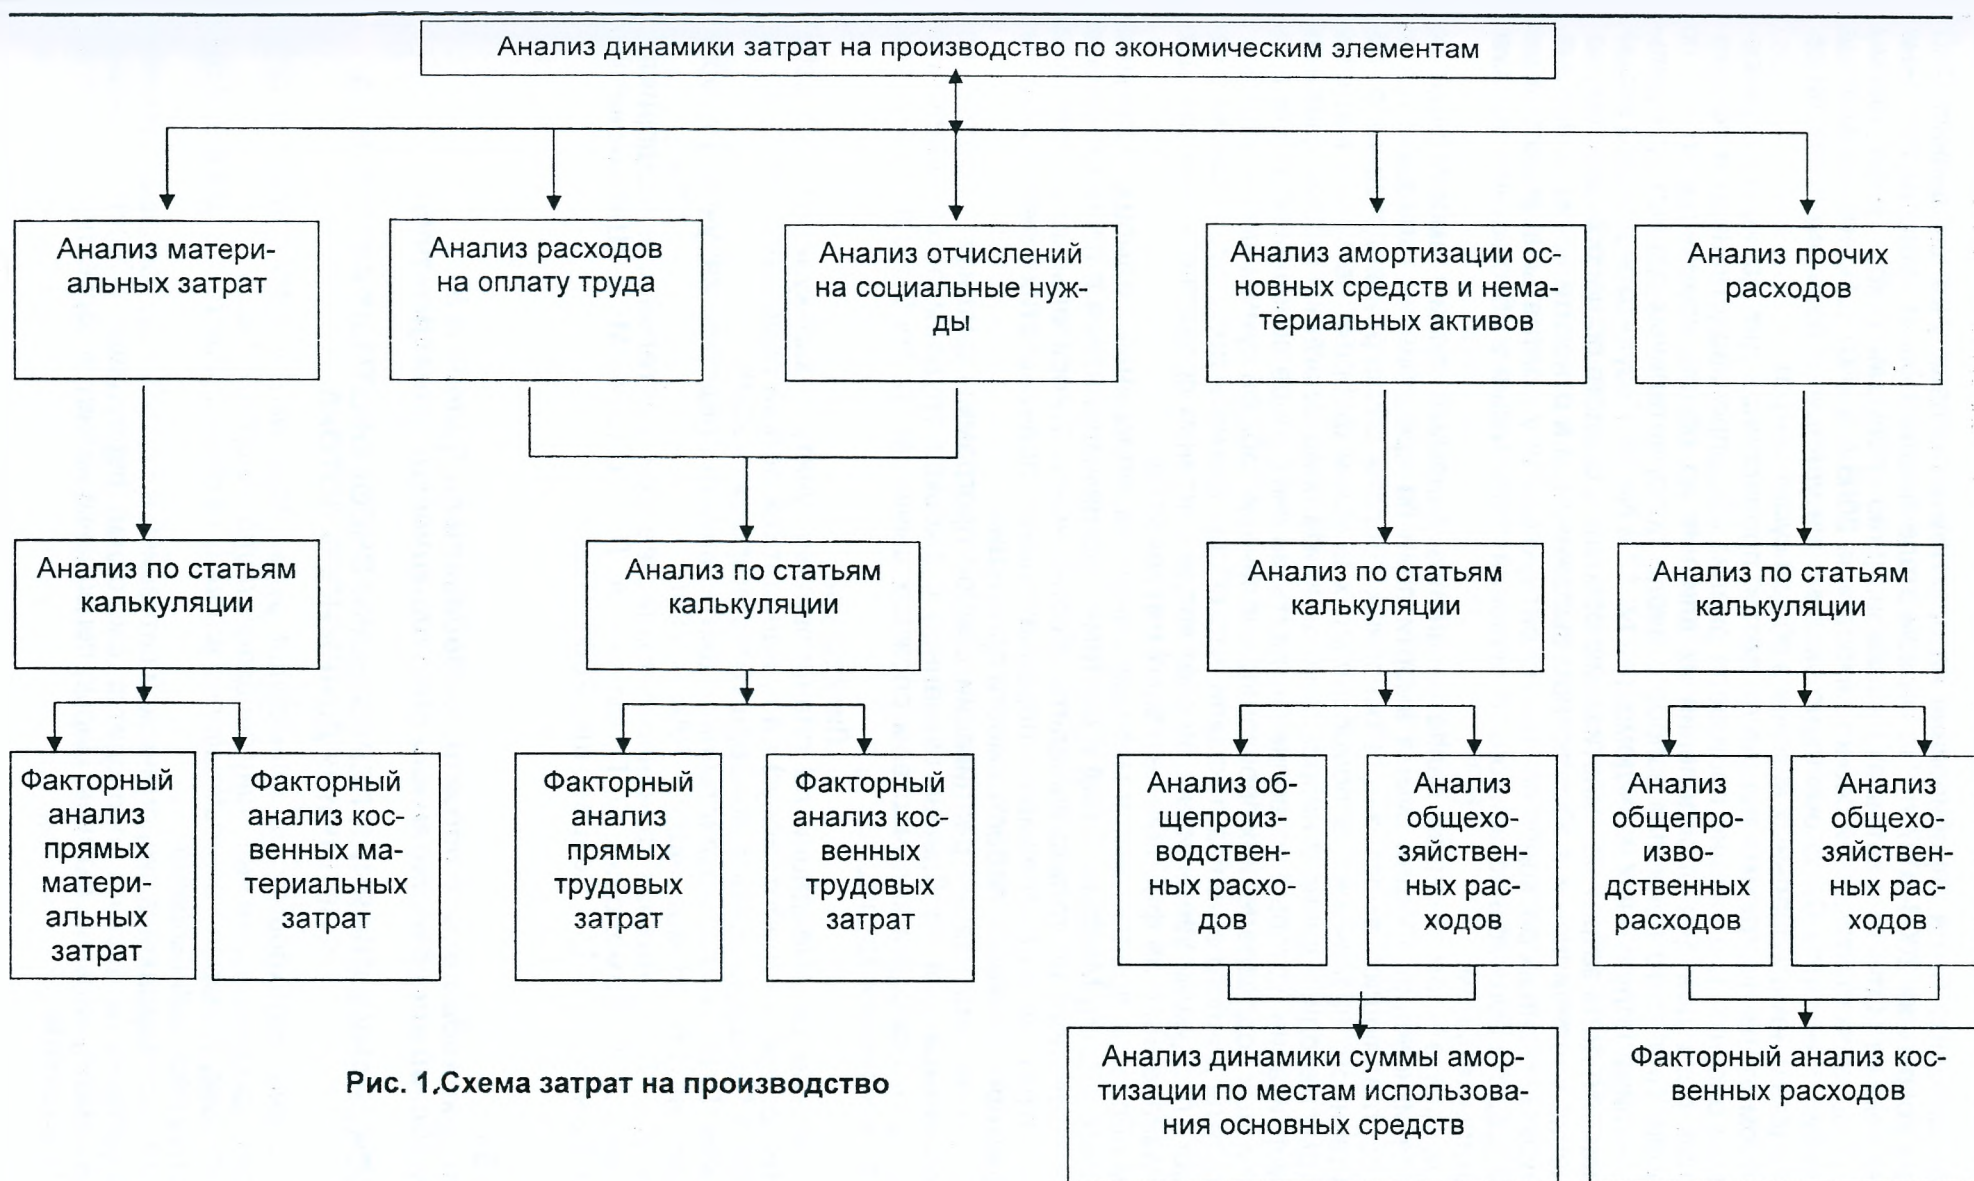 Анализ динамики затрат на производство по экономическим элементам
Анализ матери-
альных затрат
Анализ расходов
на оплату труда
Анализ отчислений
на социальные нуж-
ды
Анализ амортизации ос-
новных средств и нема-
териальных активов
Анализ прочих
расходов
Анализ по статьям
калькуляции
Анализ по статьям
калькуляции
Анализ по статьям
калькуляции
Анализ по статьям
калькуляции
Факторный
анализ
прямых
матери-
альных
затрат
Факторный
анализ кос-
венных ма-
териальных
затрат
Факторный
анализ
прямых
трудовых
затрат
Факторный
анализ кос-
венных
трудовых
затрат
Анализ об-
щепроиз-
водствен-
ных расхо-
дов
Анализ
общехо-
зяйствен-
ных рас-
ходов
Анализ
общепро-
изво-
дственных
расходов
Анализ
общехо-
зяйствен-
ных рас-
ходов
Анализ динамики суммы амор-
тизации по местам использова-
ния основных средств
Факторный анализ кос-
венных расходов
Рис. 1.Схема затрат на производство